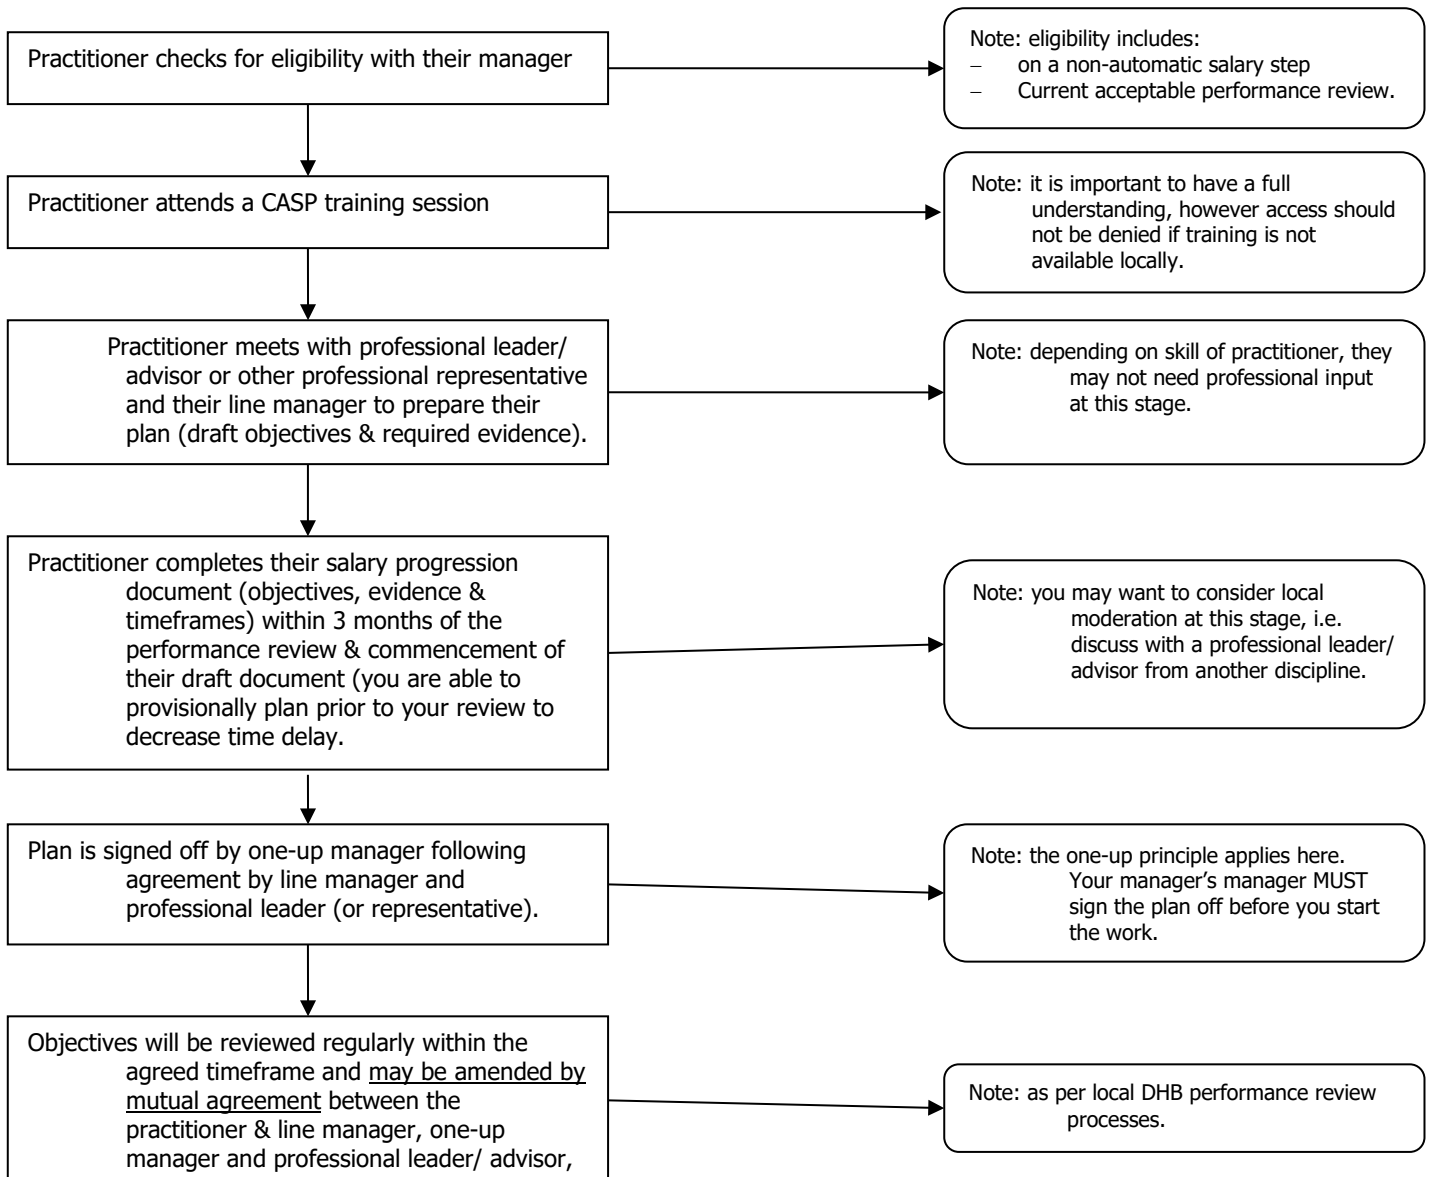 Practitioner checks for eligibility with their manager
Note: eligibility includes:
– on a non-automatic salary step
– Current acceptable performance review.
Practitioner attends a CASP training session
Note: it is important to have a full
understanding, however access should
not be denied if training is not
available locally.
Practitioner meets with professional leader/
advisor or other professional representative
and their line manager to prepare their
plan (draft objectives & required evidence).
Note: depending on skill of practitioner, they
may not need professional input
at this stage.
Practitioner completes their salary progression
document (objectives, evidence &
timeframes) within 3 months of the
performance review & commencement of
their draft document (you are able to
provisionally plan prior to your review to
decrease time delay.
Note: you may want to consider local
moderation at this stage, i.e.
discuss with a professional leader/
advisor from another discipline.
Plan is signed off by one-up manager following
agreement by line manager and
professional leader (or representative).
Note: the one-up principle applies here.
Your manager’s manager MUST
sign the plan off before you start
the work.
Objectives will be reviewed regularly within the
agreed timeframe and may be amended by
mutual agreement between the
practitioner & line manager, one-up
manager and professional leader/ advisor,
Note: as per local DHB performance review
processes.